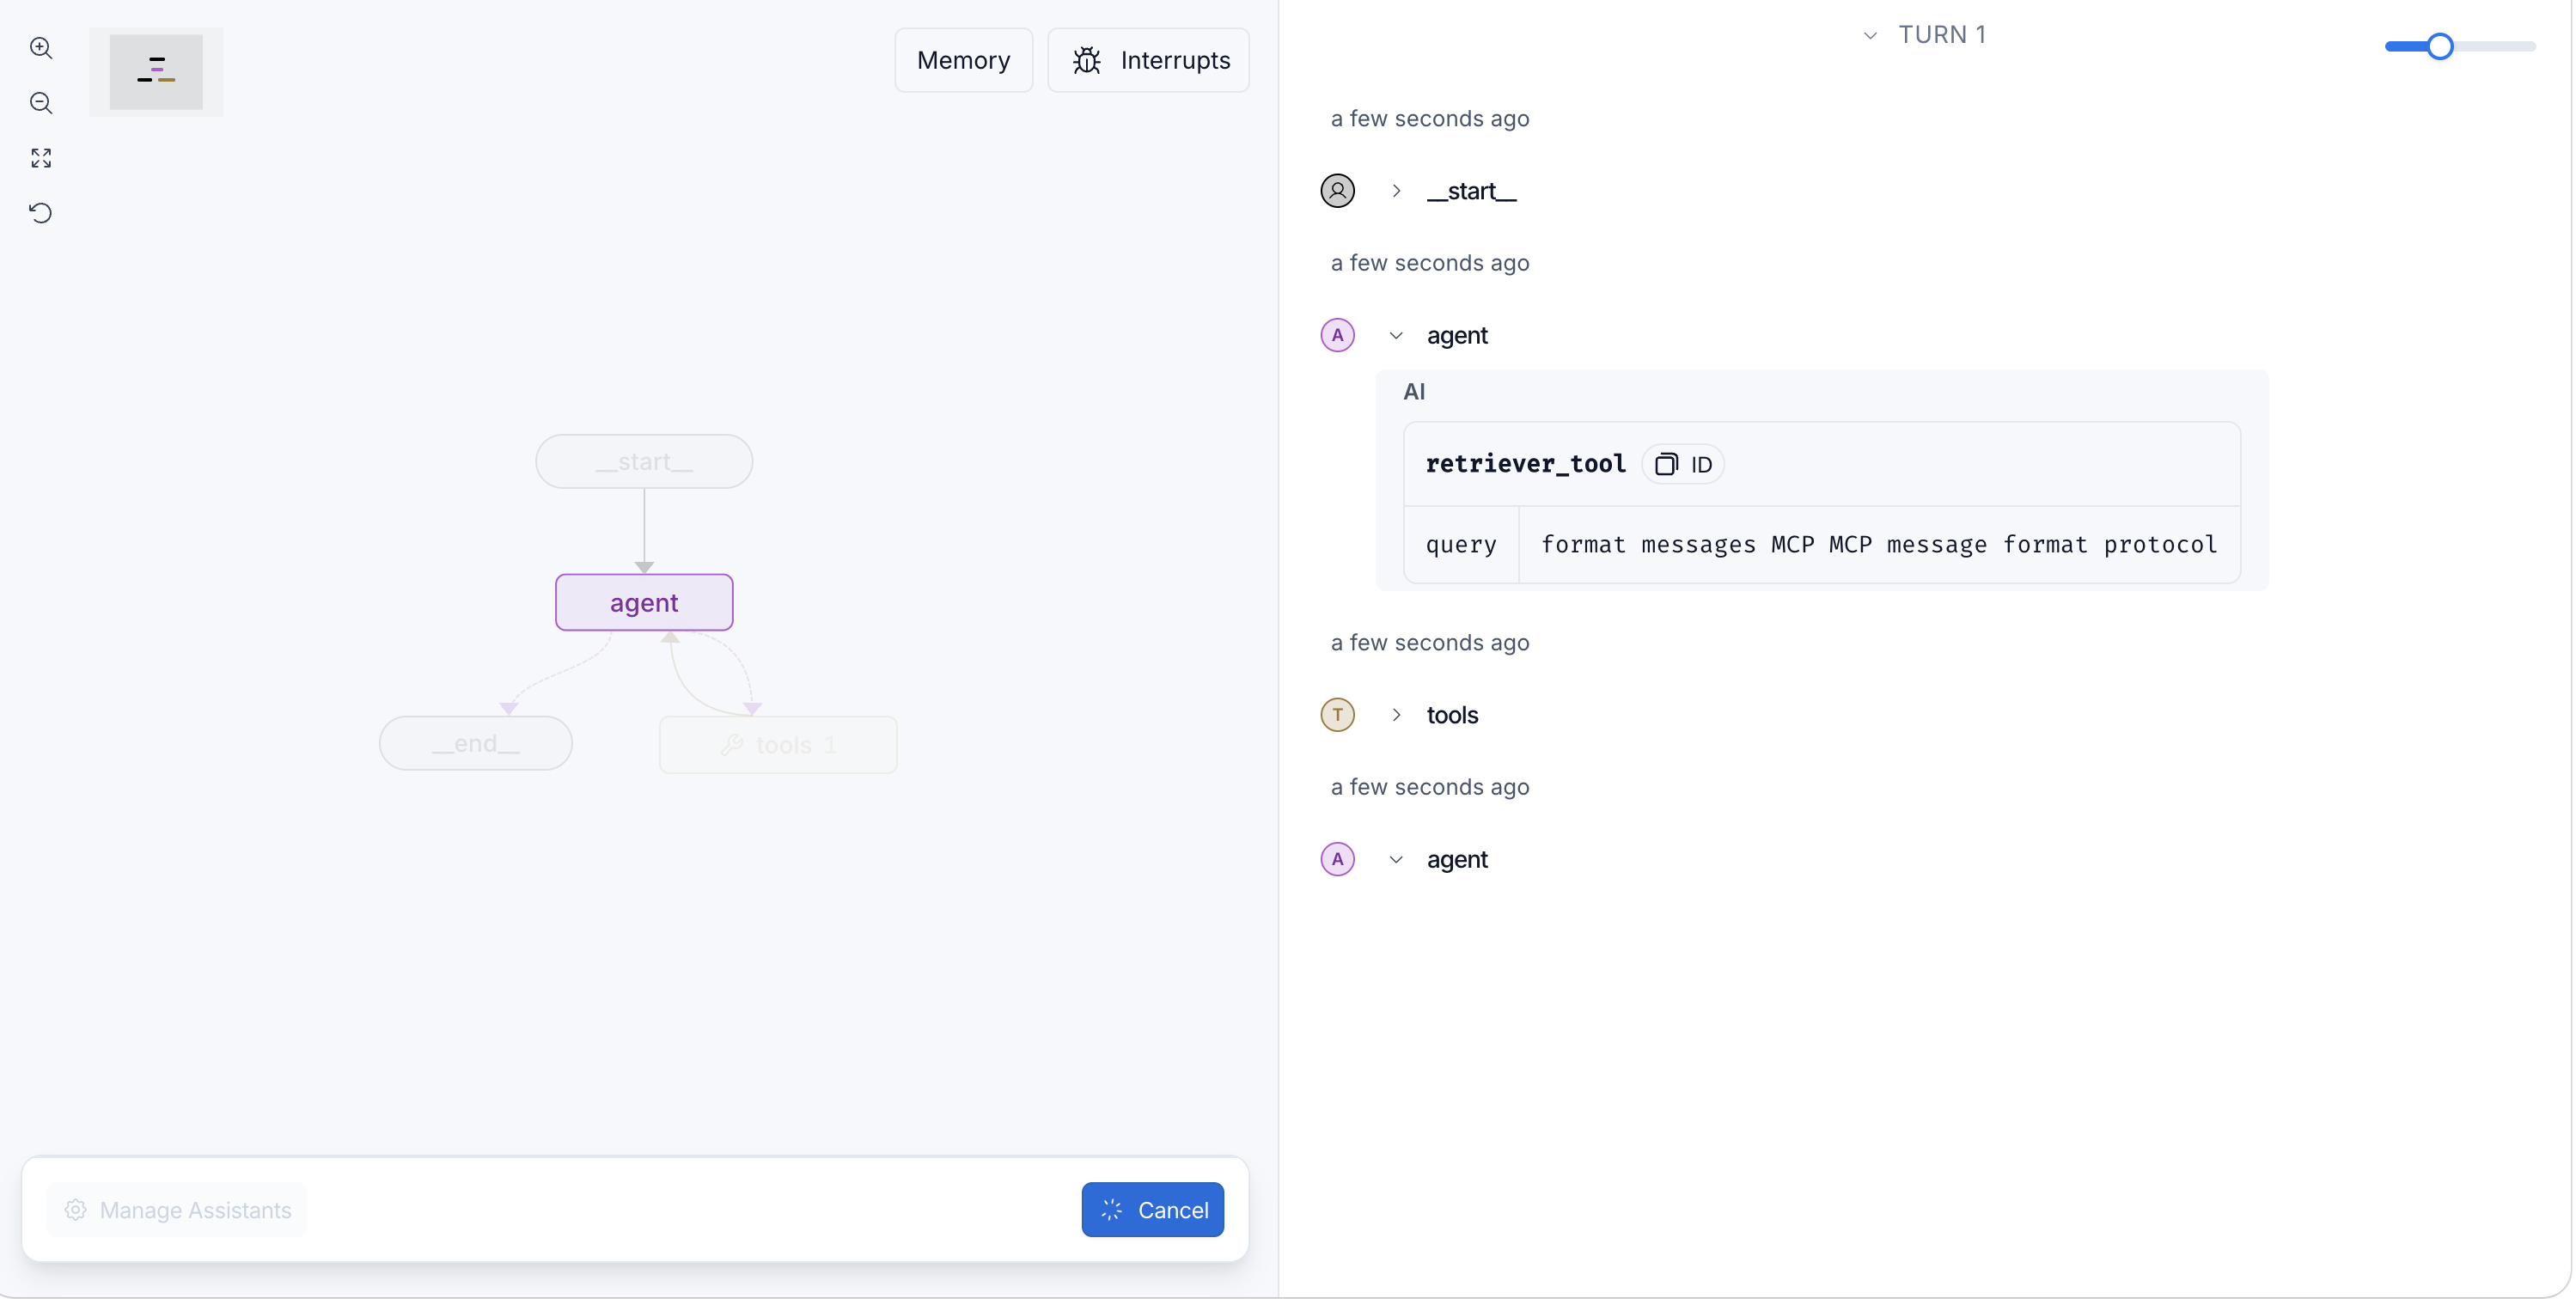 Memory
Interrupts
__start__
agent
__end__
tools 1
Manage Assistants
Cancel
TURN 1
a few seconds ago
__start__
a few seconds ago
A
agent
AI
retriever_tool
ID
query
format messages MCP MCP message format protocol
a few seconds ago
T
tools
a few seconds ago
A
agent